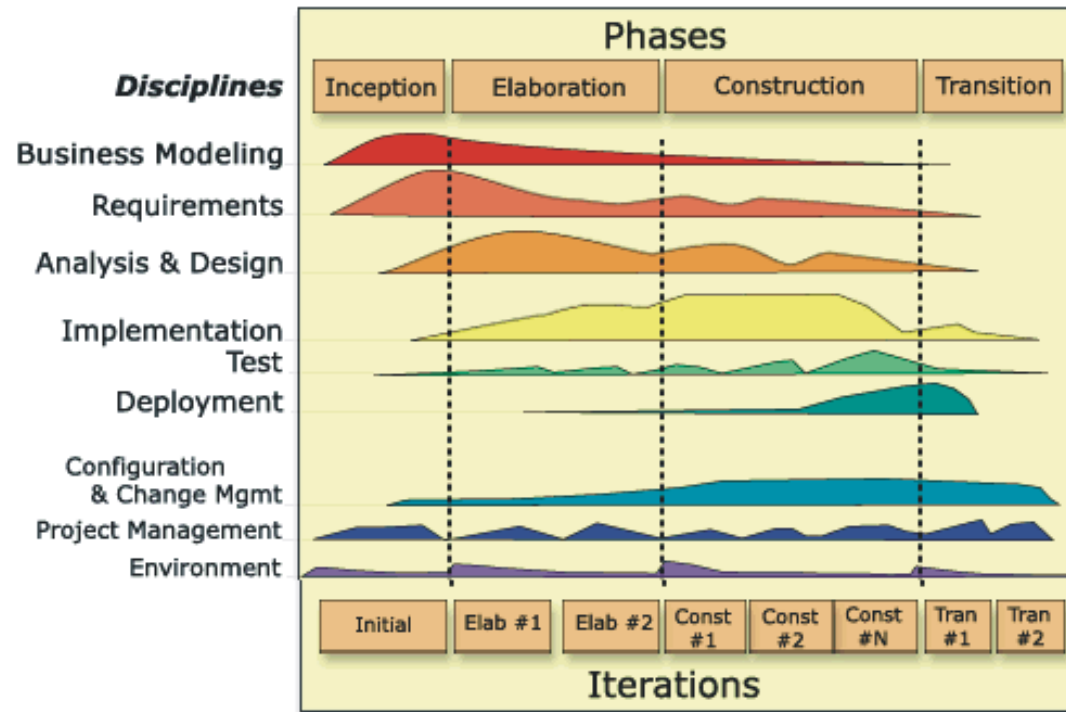 Phases
Disciplines
Inception
Elaboration
Construction
Transition
Business Modeling
Requirements
Analysis & Design
Implementation
Test
Deployment
Configuration
& Change Mgmt
Project Management
Environment
Initial
Elab #1
Elab #2
Const
#1
Const
#2
Const
#N
Tran
#1
Tran
#2
Iterations